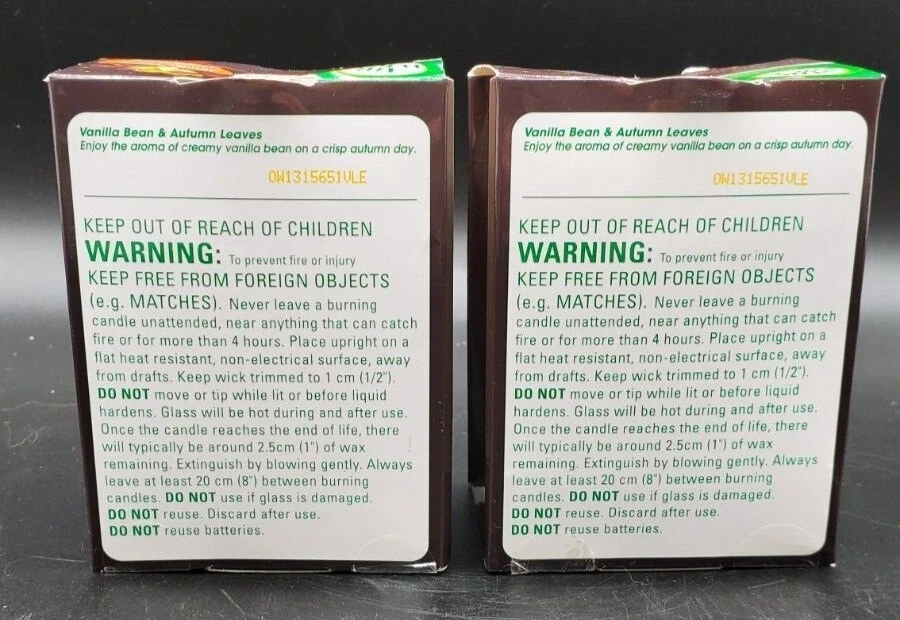 Vanilla Bean & Autumn Leaves
Enjoy the aroma of creamy vanilla bean on a crisp autumn day.
OW1315651VLE
KEEP OUT OF REACH OF CHILDREN
WARNING: To prevent fire or injury
KEEP FREE FROM FOREIGN OBJECTS
(e.g. MATCHES). Never leave a burning
candle unattended, near anything that can catch
fire or for more than 4 hours. Place upright on a
flat heat resistant, non-electrical surface, away
from drafts. Keep wick trimmed to 1 cm (1/2").
DO NOT move or tip while lit or before liquid
hardens. Glass will be hot during and after use.
Once the candle reaches the end of life, there
will typically be around 2.5cm (1") of wax
remaining. Extinguish by blowing gently. Always
leave at least 20 cm (8") between burning
candles. DO NOT use if glass is damaged.
DO NOT reuse. Discard after use.
DO NOT reuse batteries.
Vanilla Bean & Autumn Leaves
Enjoy the aroma of creamy vanilla bean on a crisp autumn day.
OW1315651VLE
KEEP OUT OF REACH OF CHILDREN
WARNING: To prevent fire or injury
KEEP FREE FROM FOREIGN OBJECTS
(e.g. MATCHES). Never leave a burning
candle unattended, near anything that can catch
fire or for more than 4 hours. Place upright on a
flat heat resistant, non-electrical surface, away
from drafts. Keep wick trimmed to 1 cm (1/2").
DO NOT move or tip while lit or before liquid
hardens. Glass will be hot during and after use.
Once the candle reaches the end of life, there
will typically be around 2.5cm (1") of wax
remaining. Extinguish by blowing gently. Always
leave at least 20 cm (8") between burning
candles. DO NOT use if glass is damaged.
DO NOT reuse. Discard after use.
DO NOT reuse batteries.